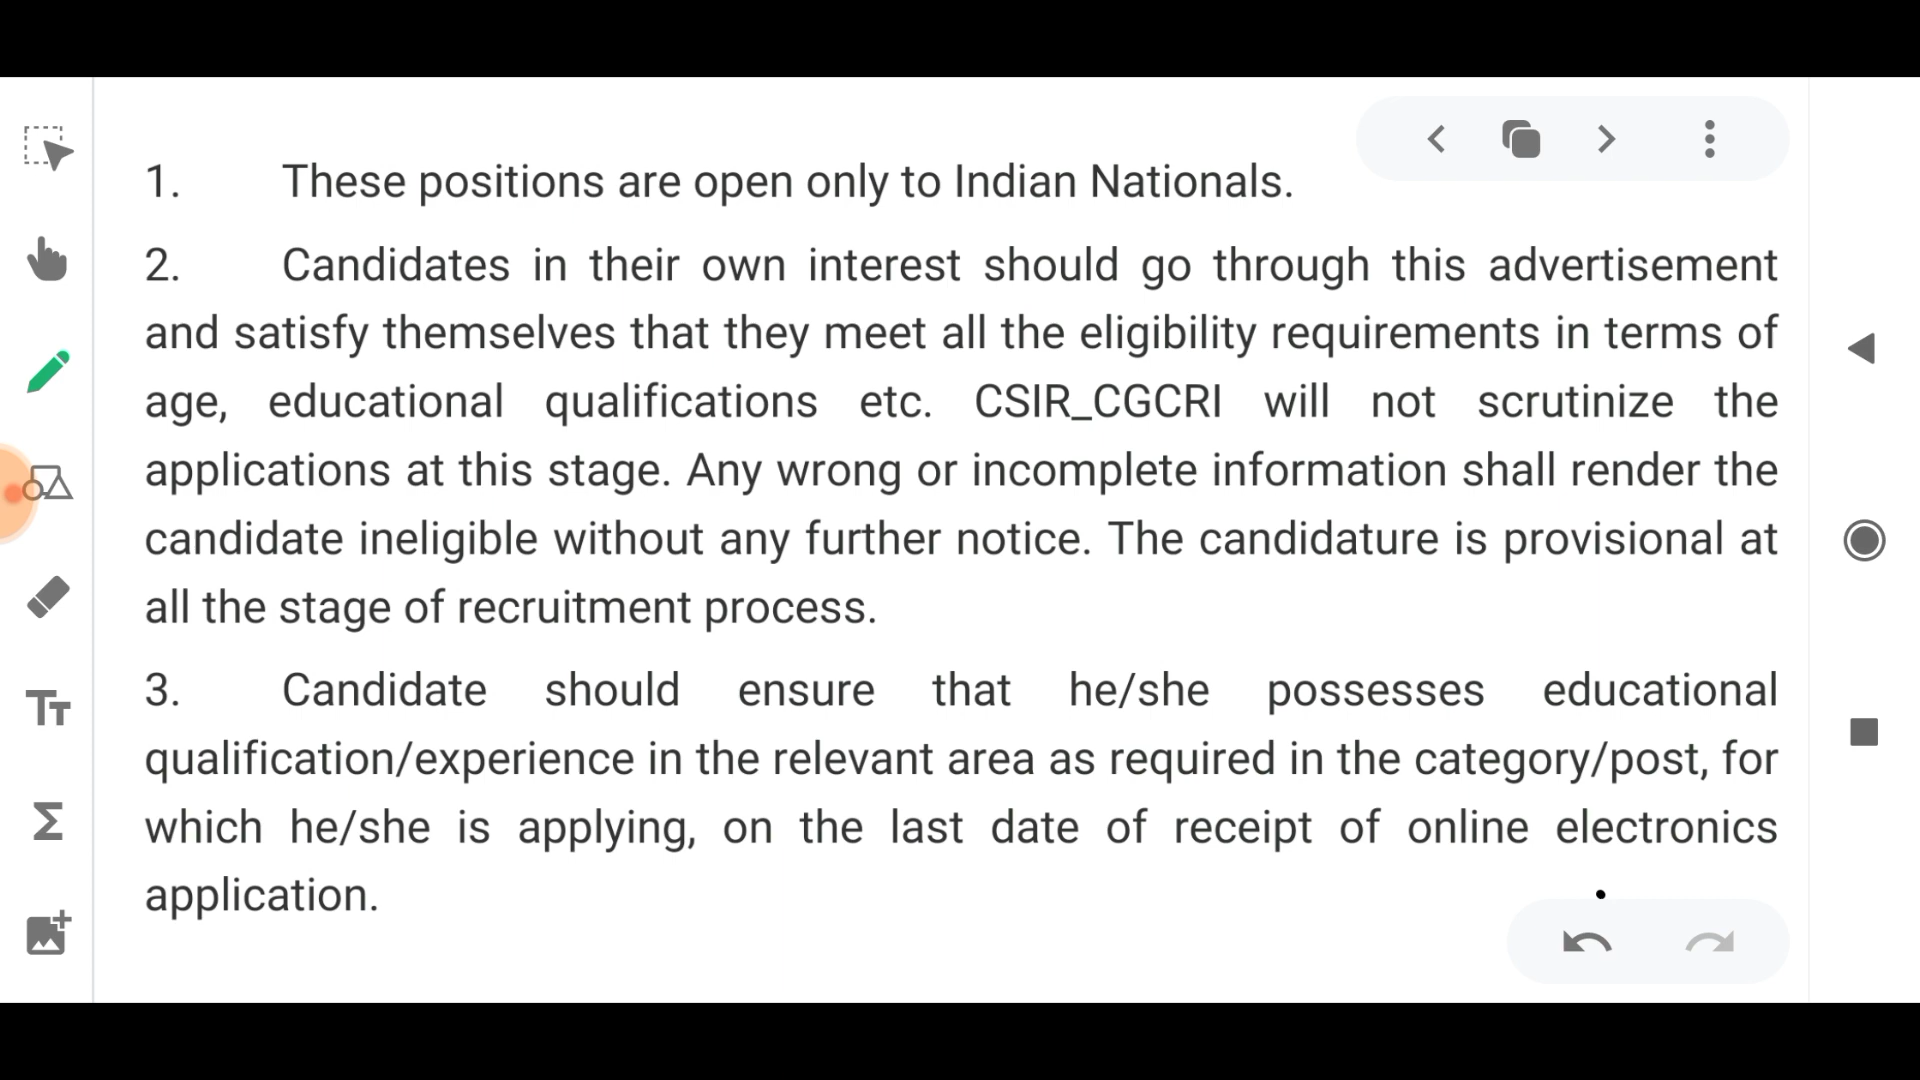 1. These positions are open only to Indian Nationals.
2. Candidates in their own interest should go through this advertisement
and satisfy themselves that they meet all the eligibility requirements in terms of
age, educational qualifications etc. CSIR_CGCRI will not scrutinize the
applications at this stage. Any wrong or incomplete information shall render the
candidate ineligible without any further notice. The candidature is provisional at
all the stage of recruitment process.
3. Candidate should ensure that he/she possesses educational
qualification/experience in the relevant area as required in the category/post, for
which he/she is applying, on the last date of receipt of online electronics
application.